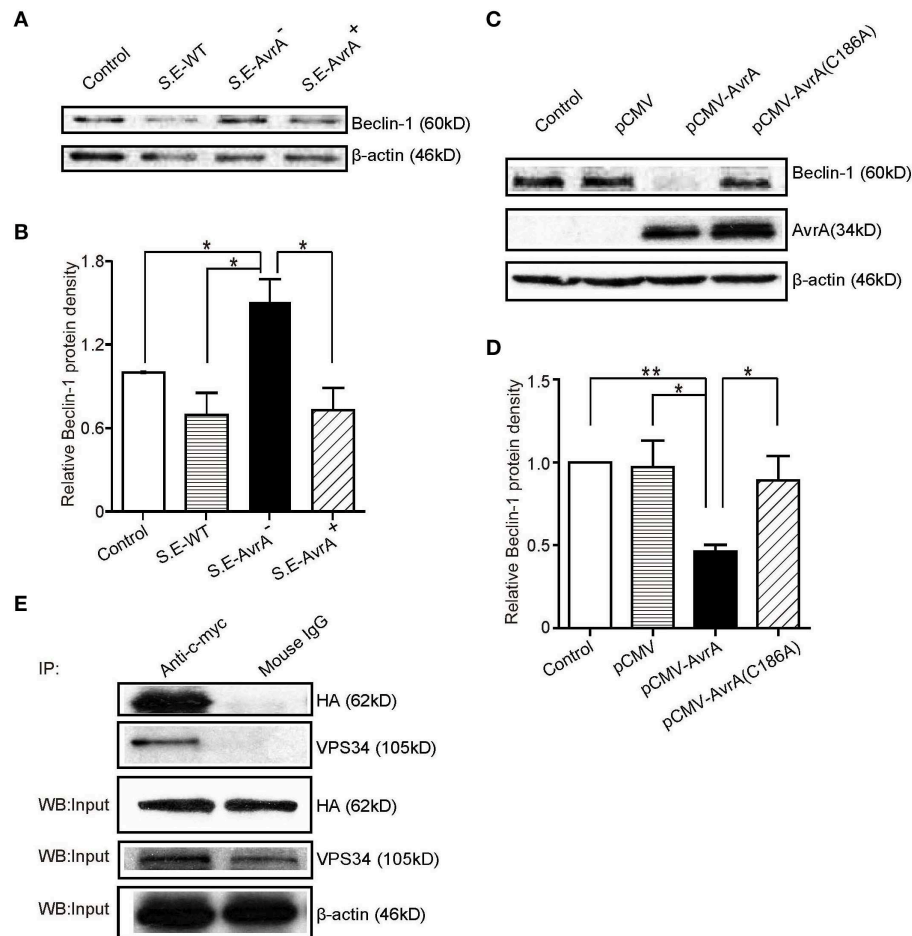 A
Control
S.E-WT
S.E-AvrA⁻
S.E-AvrA⁺
Beclin-1 (60kD)
β-actin (46kD)
B
Relative Beclin-1 protein density
1.8
1.2
0.6
0
*
*
*
Control
S.E-WT
S.E-AvrA⁻
S.E-AvrA⁺
C
Control
pCMV
pCMV-AvrA
pCMV-AvrA(C186A)
Beclin-1 (60kD)
AvrA(34kD)
β-actin (46kD)
D
Relative Beclin-1 protein density
1.5
1.0
0.5
0
**
*
*
Control
pCMV
pCMV-AvrA
pCMV-AvrA(C186A)
E
IP:
Anti-c-myc
Mouse IgG
HA (62kD)
VPS34 (105kD)
WB:Input
HA (62kD)
WB:Input
VPS34 (105kD)
WB:Input
β-actin (46kD)